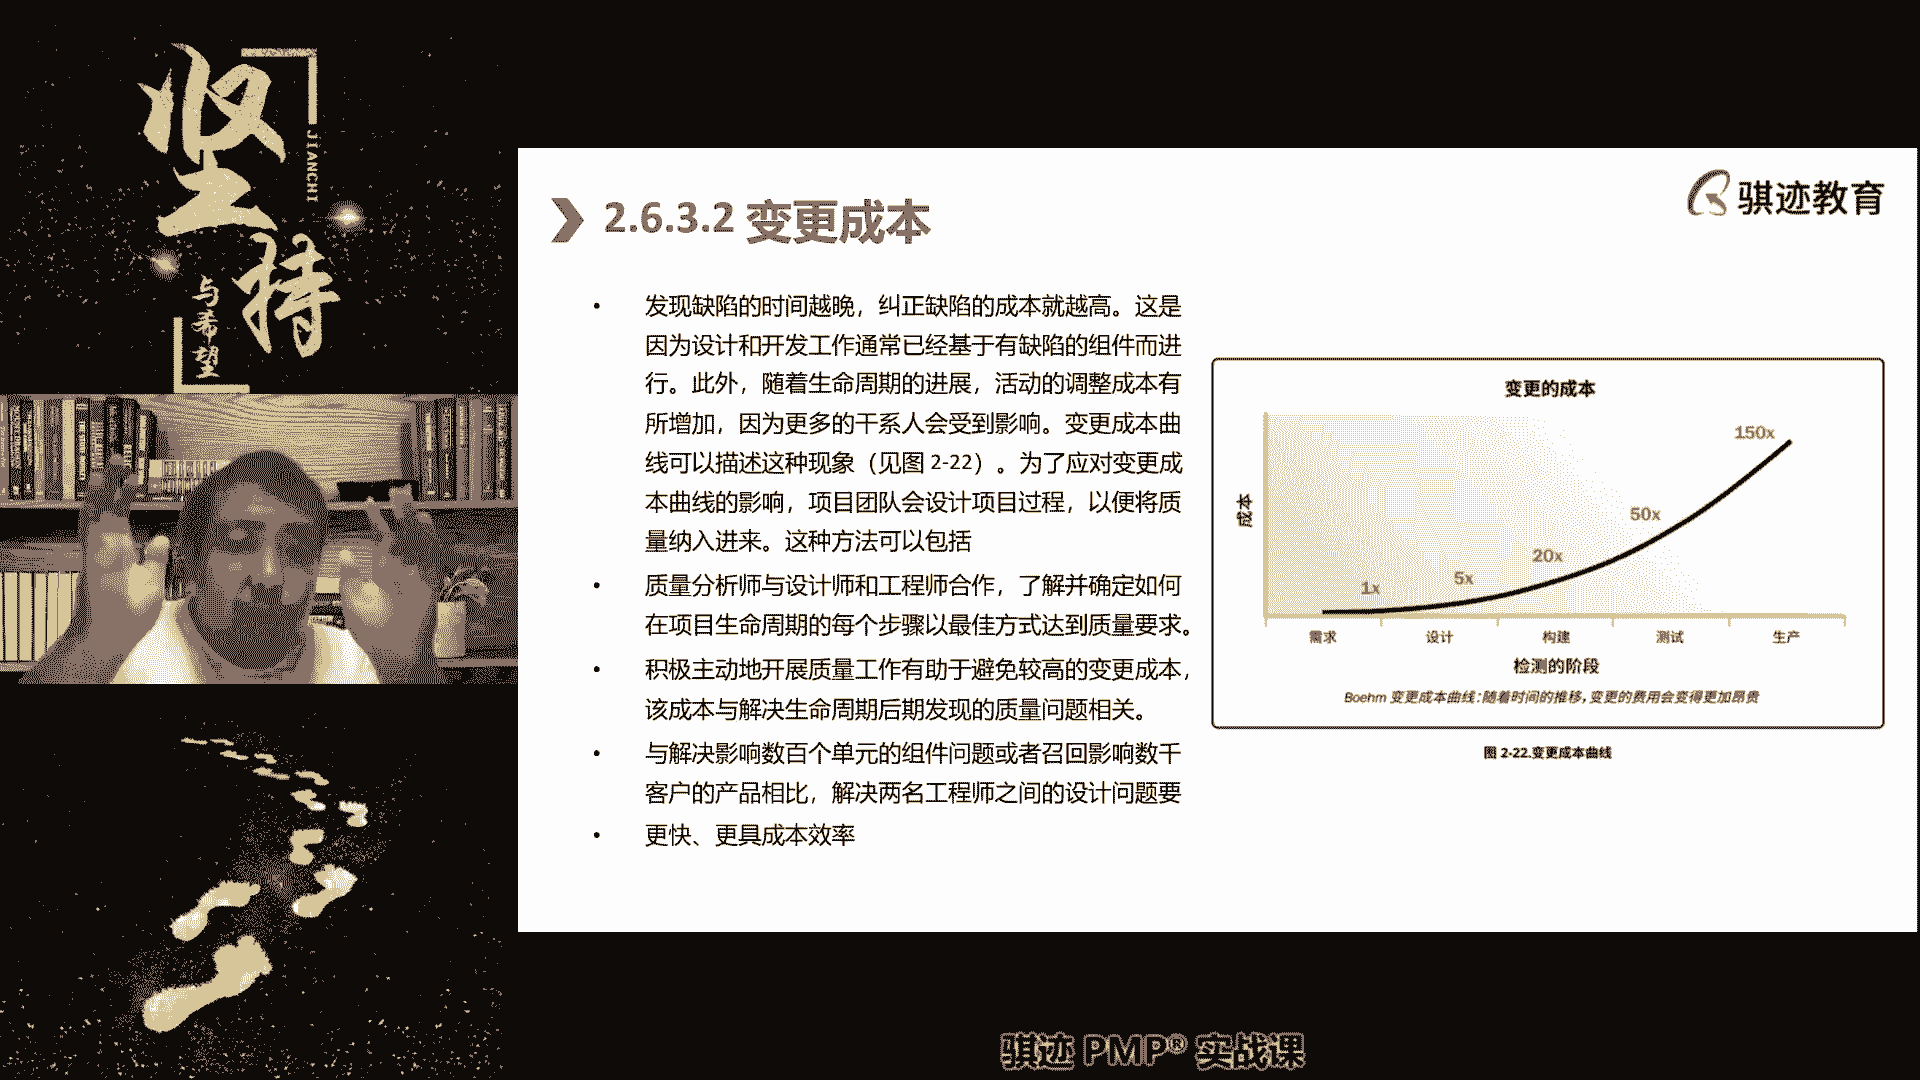 坚
持
JIANCHI
与希望
骐迹教育
2.6.3.2 变更成本
• 发现缺陷的时间越晚，纠正缺陷的成本就越高。这是
因为设计和开发工作通常已经基于有缺陷的组件而进
行。此外，随着生命周期的进展，活动的调整成本有
所增加，因为更多的干系人会受到影响。变更成本曲
线可以描述这种现象（见图 2-22）。为了应对变更成
本曲线的影响，项目团队会设计项目过程，以便将质
量纳入进来。这种方法可以包括
• 质量分析师与设计师和工程师合作，了解并确定如何
在项目生命周期的每个步骤以最佳方式达到质量要求。
• 积极主动地开展质量工作有助于避免较高的变更成本，
该成本与解决生命周期后期发现的质量问题相关。
• 与解决影响数百个单元的组件问题或者召回影响数千
客户的产品相比，解决两名工程师之间的设计问题要
• 更快、更具成本效率
变更的成本
150x
50x
20x
5x
1x
成本
需求 设计 构建 测试 生产
检测的阶段
Boehm 变更成本曲线：随着时间的推移，变更的费用会变得更加昂贵
图 2-22.变更成本曲线
骐迹 PMP® 实战课